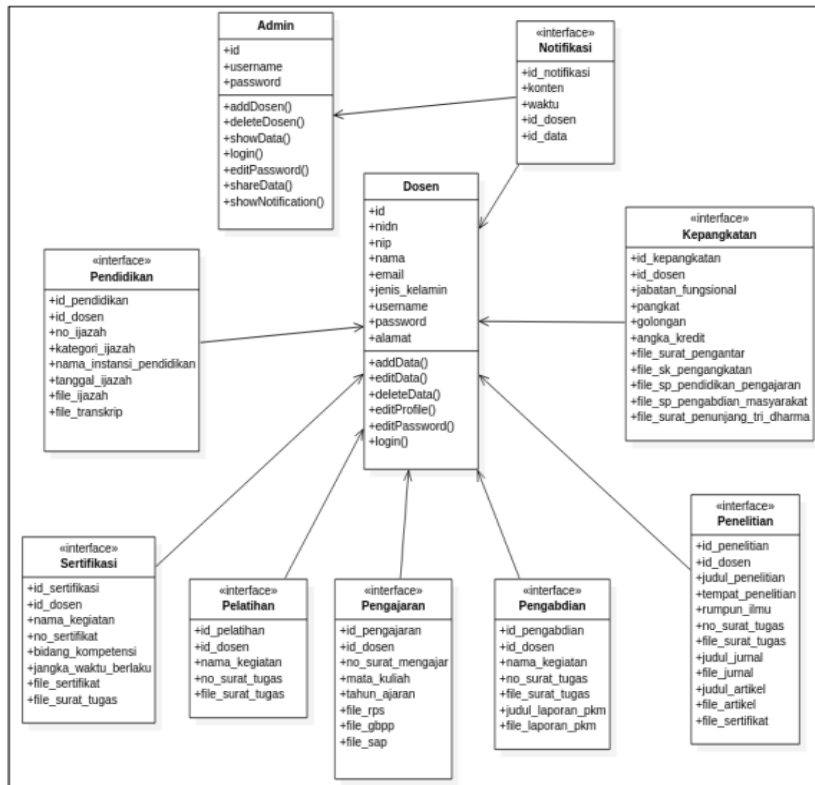 Admin
+id
+username
+password
+addDosen()
+deleteDosen()
+showData()
+login()
+editPassword()
+shareData()
+showNotification()
«interface»
Notifikasi
+id_notifikasi
+konten
+waktu
+id_dosen
+id_data
Dosen
+id
+nidn
+nip
+nama
+email
+jenis_kelamin
+username
+password
+alamat
+addData()
+editData()
+deleteData()
+editProfile()
+editPassword()
+login()
«interface»
Kepangkatan
+id_kepangkatan
+id_dosen
+jabatan_fungsional
+pangkat
+golongan
+angka_kredit
+file_surat_pengantar
+file_sk_pengangkatan
+file_sp_pendidikan_pengajaran
+file_sp_pengabdian_masyarakat
+file_surat_penunjang_tri_dharma
«interface»
Pendidikan
+id_pendidikan
+id_dosen
+no_ijazah
+kategori_ijazah
+nama_instansi_pendidikan
+tanggal_ijazah
+file_ijazah
+file_transkrip
«interface»
Sertifikasi
+id_sertifikasi
+id_dosen
+nama_kegiatan
+no_sertifikat
+bidang_kompetensi
+jangka_waktu_berlaku
+file_sertifikat
+file_surat_tugas
«interface»
Pelatihan
+id_pelatihan
+id_dosen
+nama_kegiatan
+no_surat_tugas
+file_surat_tugas
«interface»
Pengajaran
+id_pengajaran
+id_dosen
+no_surat_mengajar
+mata_kuliah
+tahun_ajaran
+file_rps
+file_gbpp
+file_sap
«interface»
Pengabdian
+id_pengabdian
+id_dosen
+nama_kegiatan
+no_surat_tugas
+file_surat_tugas
+judul_laporan_pkm
+file_laporan_pkm
«interface»
Penelitian
+id_penelitian
+id_dosen
+judul_penelitian
+tempat_penelitian
+rumpun_ilmu
+no_surat_tugas
+file_surat_tugas
+judul_jurnal
+file_jurnal
+judul_artikel
+file_artikel
+file_sertifikat